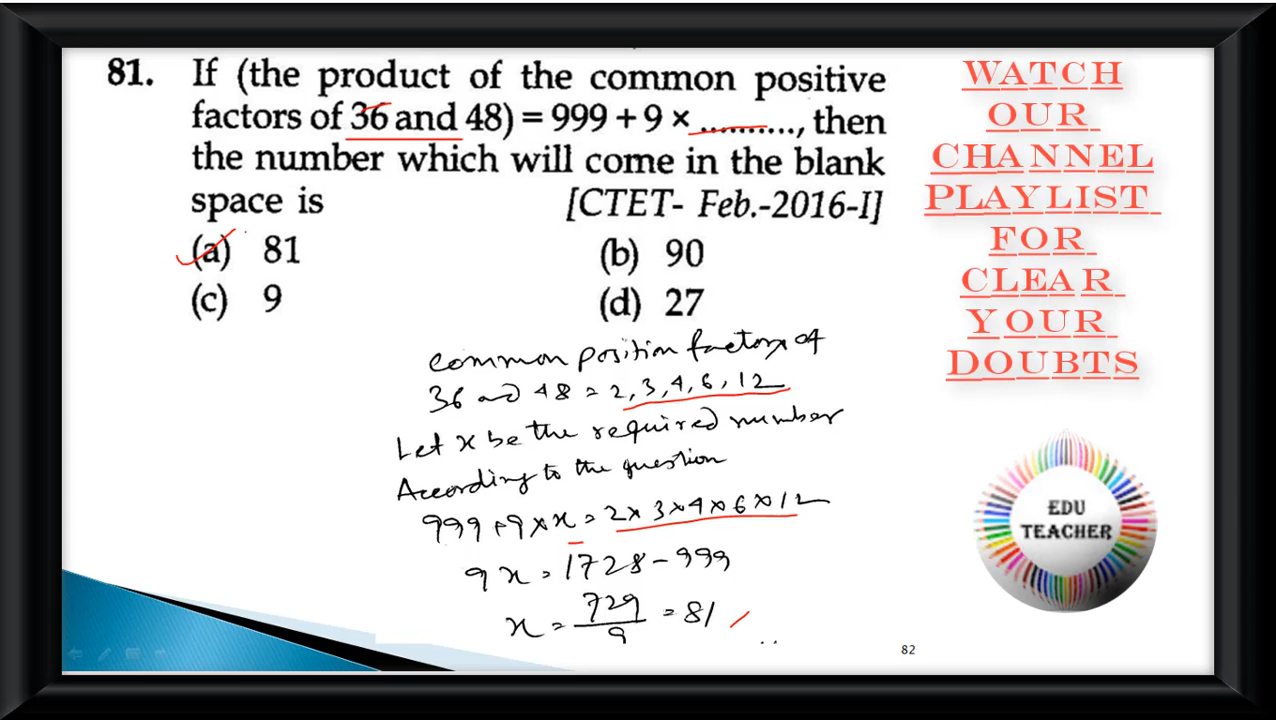 81. If (the product of the common positive
factors of 36 and 48) = 999 + 9 × .........., then
the number which will come in the blank
space is [CTET- Feb.-2016-I]
(a) 81 (b) 90
(c) 9 (d) 27
common position factors of
36 and 48 = 2, 3, 4, 6, 12
Let x be the required number
According to the question
999 + 9 × x = 2 × 3 × 4 × 6 × 12
9x = 1728 - 999
x = 729/9 = 81
WATCH
OUR
CHANNEL
PLAYLIST
FOR
CLEAR
YOUR
DOUBTS
EDU
TEACHER
82